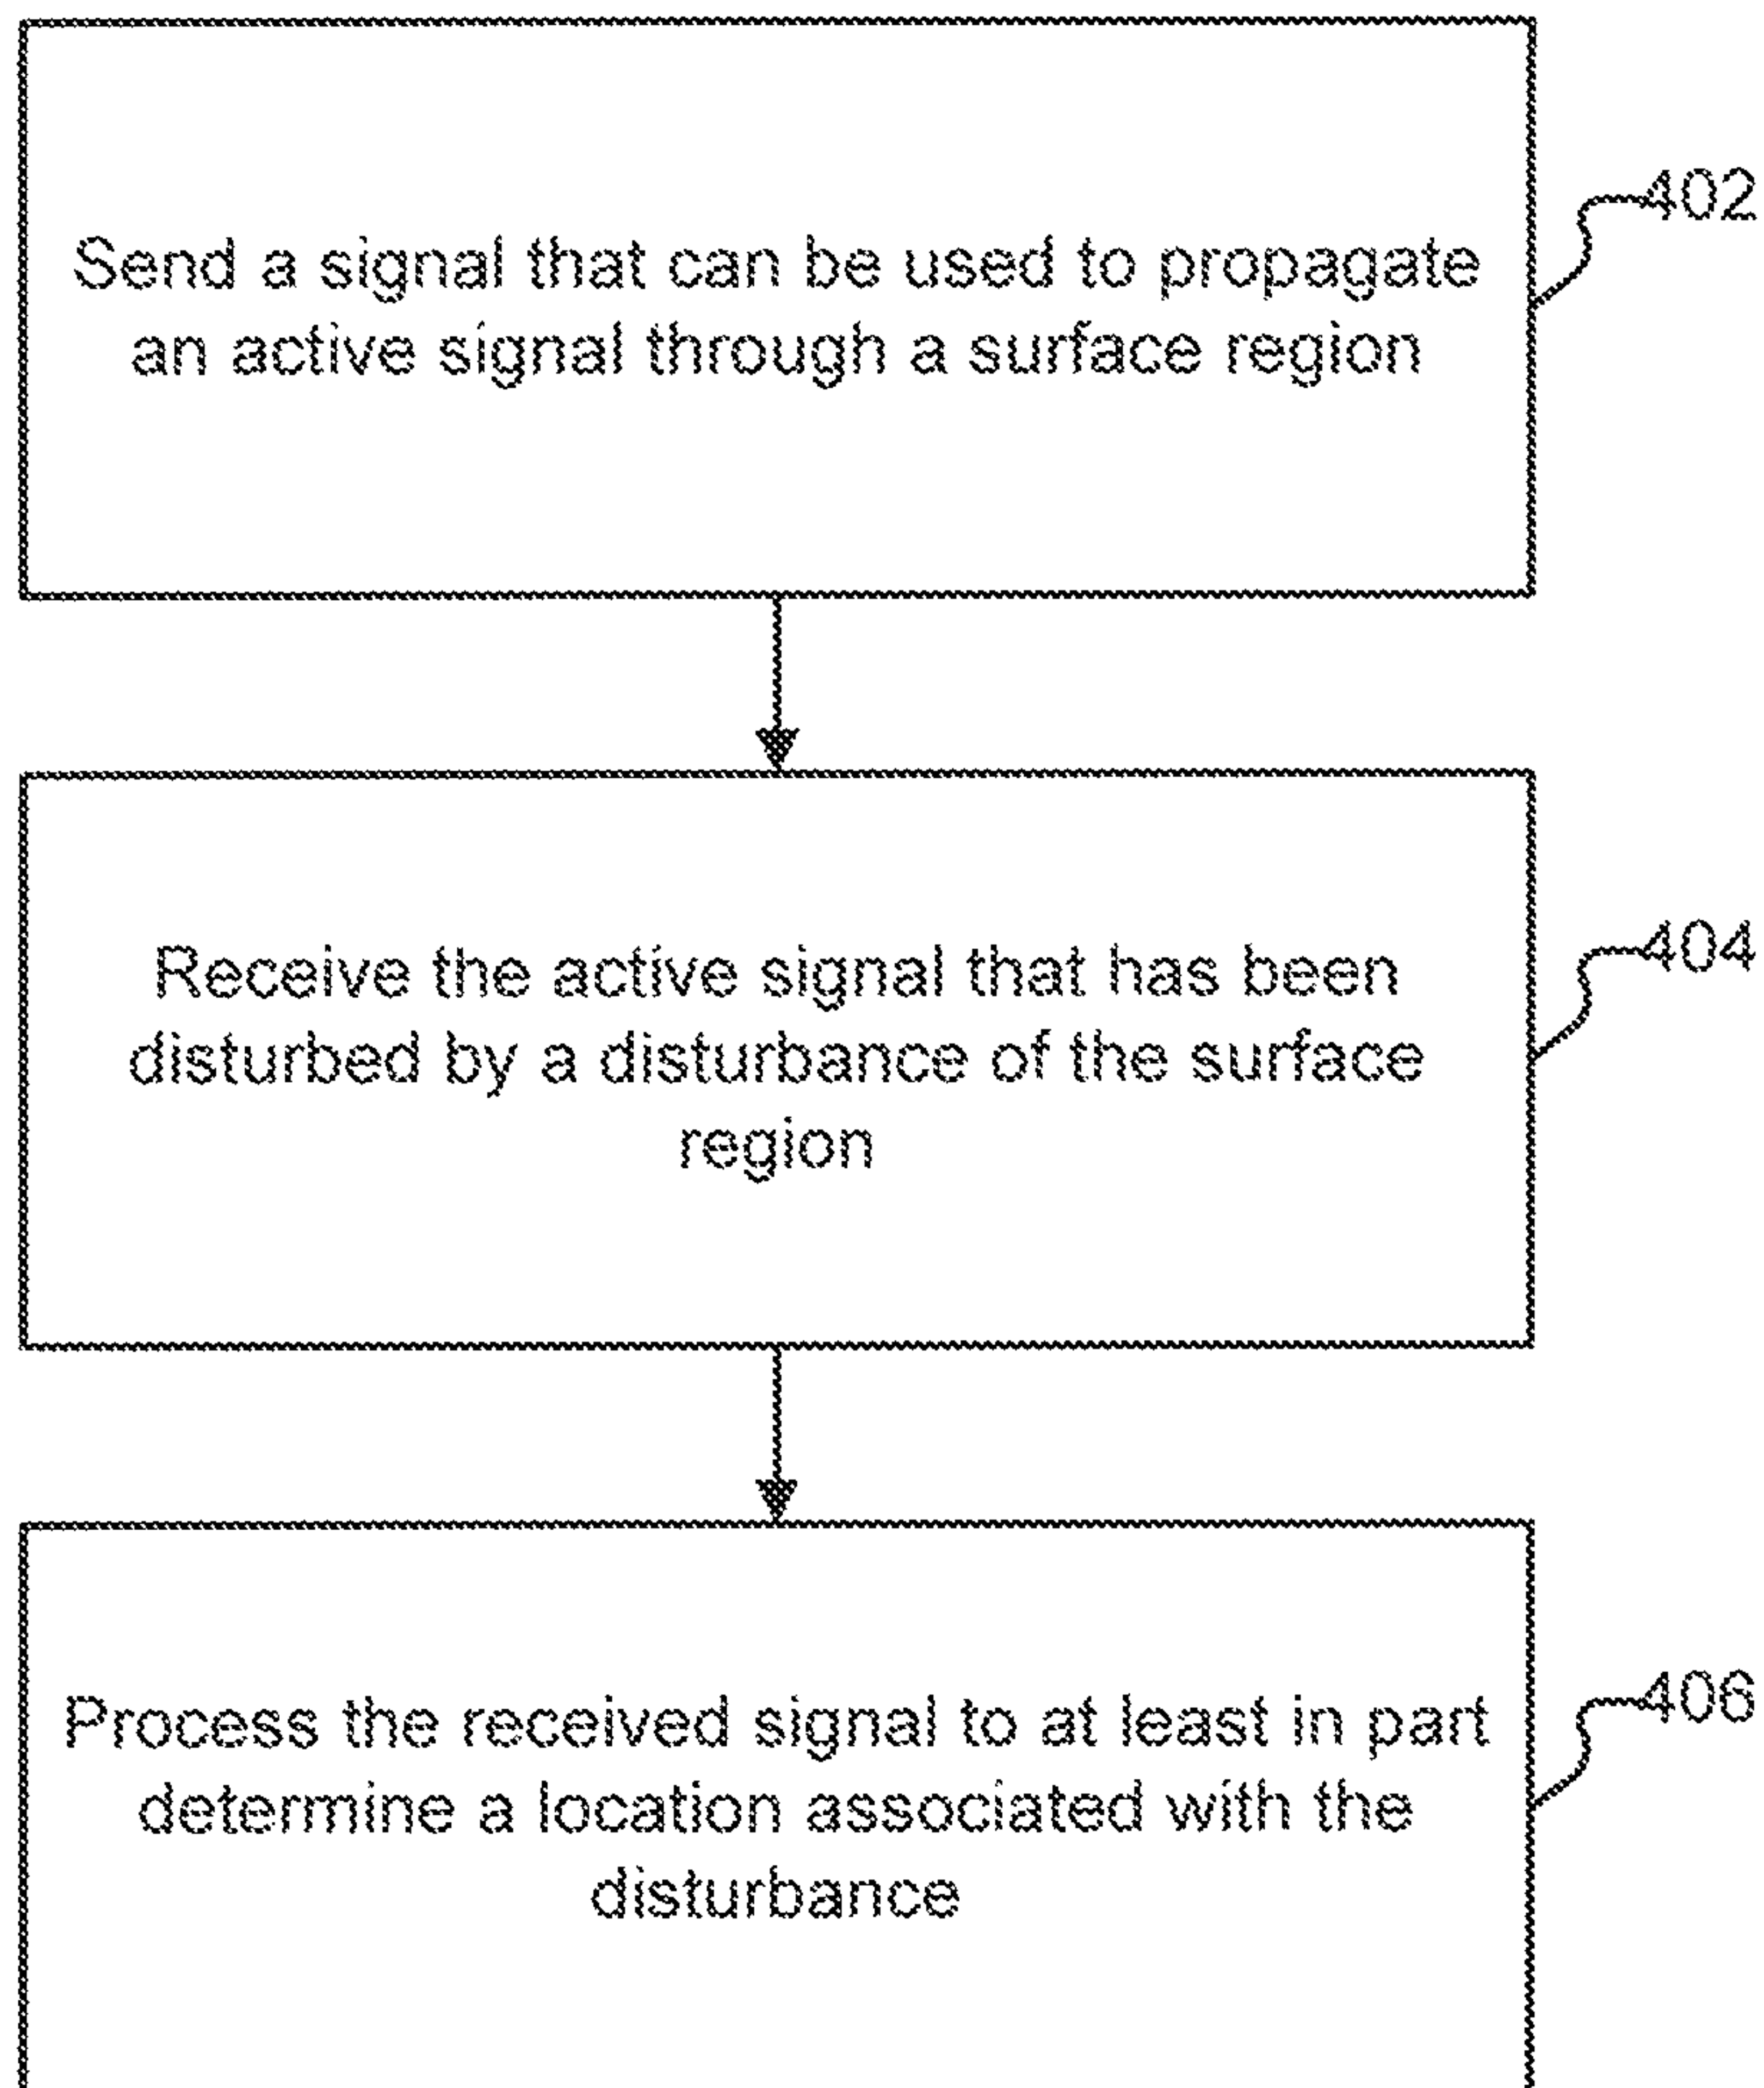 Send a signal that can be used to propagate
an active signal through a surface region
402
Receive the active signal that has been
disturbed by a disturbance of the surface
region
404
Process the received signal to at least in part
determine a location associated with the
disturbance
406